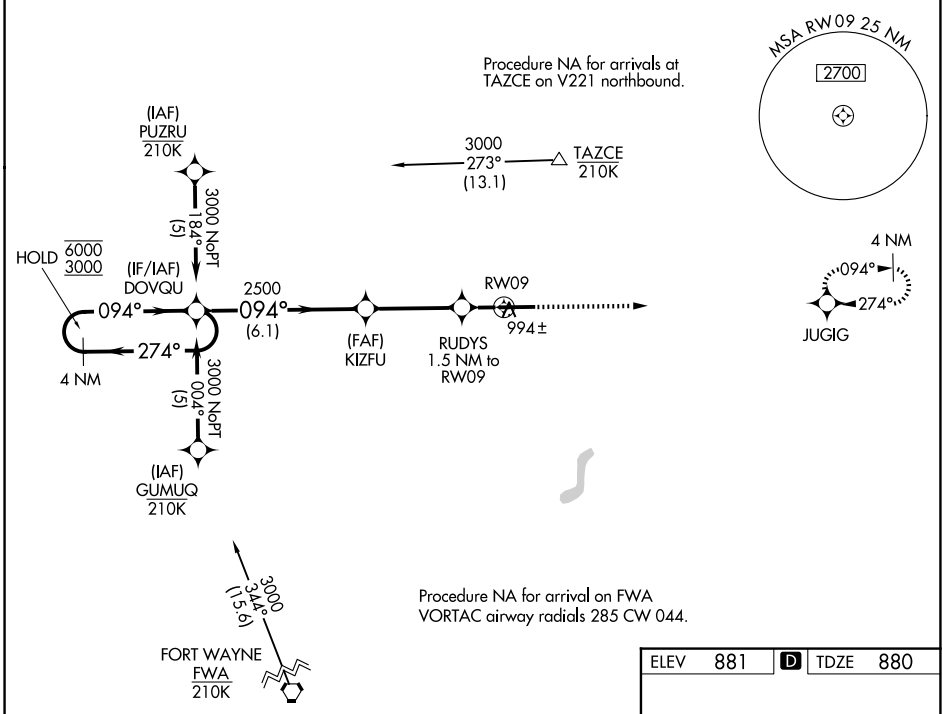 MSA RW09 25 NM
2700
Procedure NA for arrivals at
TAZCE on V221 northbound.
(IAF)
PUZRU
210K
3000
273°
(13.1)
TAZCE
210K
3000 NoPT
184°
(5)
HOLD
6000
3000
(IF/IAF)
DOVQU
094°
274°
4 NM
2500
094°
(6.1)
(FAF)
KIZFU
RUDYS
1.5 NM to
RW09
RW09
994±
4 NM
094°
274°
JUGIG
3000 NoPT
004°
(5)
(IAF)
GUMUQ
210K
3000
344°
(15.6)
FORT WAYNE
FWA
210K
Procedure NA for arrival on FWA
VORTAC airway radials 285 CW 044.
ELEV 881 D TDZE 880